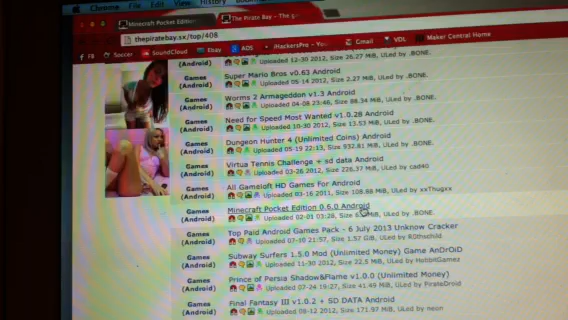 Chrome File Edit View History
Minecraft Pocket Edition
The Pirate Bay - The g
thepiratebay.sx/top/408
FB Soccer SoundCloud Ebay ADS iHackersPro - Yo Gmail VDL Maker Central Home
(Android) Uploaded 12-30 2012, Size 26.27 MiB, ULed by .BONE.
Games Super Mario Bros v0.63 Android
(Android) Uploaded 05-14 2012, Size 2.27 MiB, ULed by .BONE.
Games Worms 2 Armageddon v1.3 Android
(Android) Uploaded 04-08 23:46, Size 88.34 MiB, ULed by .BONE.
Games Need for Speed Most Wanted v1.0.28 Android
(Android) Uploaded 10-30 2012, Size 13.53 MiB, ULed by .BONE.
Games Dungeon Hunter 4 (Unlimited Coins) Android
(Android) Uploaded 05-19 22:13, Size 932.81 MiB, ULed by .BONE.
Games Virtua Tennis Challenge + sd data Android
(Android) Uploaded 03-26 2012, Size 226.37 MiB, ULed by cad40
Games All Gameloft HD Games for Android
(Android) Uploaded 03-16 2011, Size 108.88 MiB, ULed by xxThugxx
Games Minecraft Pocket Edition 0.6.0 Android
(Android) Uploaded 02-01 03:28, Size MiB, ULed by .BONE.
Games Top Paid Android Games Pack - 6 July 2013 Unknow Cracker
(Android) Uploaded 07-10 21:57, Size 1.57 GiB, ULed by R0thschild
Games Subway Surfers 1.5.0 Mod (Unlimited Money) Game AnDrOiD
(Android) Uploaded 11-30 2012, Size 22.5 MiB, ULed by HobbitGamez
Games Prince of Persia Shadow&Flame v1.0.0 (Unlimited Money)
(Android) Uploaded 07-24 19:27, Size 41.49 MiB, ULed by PirateDroid
Games Final Fantasy III v1.0.2 + SD DATA Android
(Android) Uploaded 08-12 2012, Size 171.97 MiB, ULed by neon